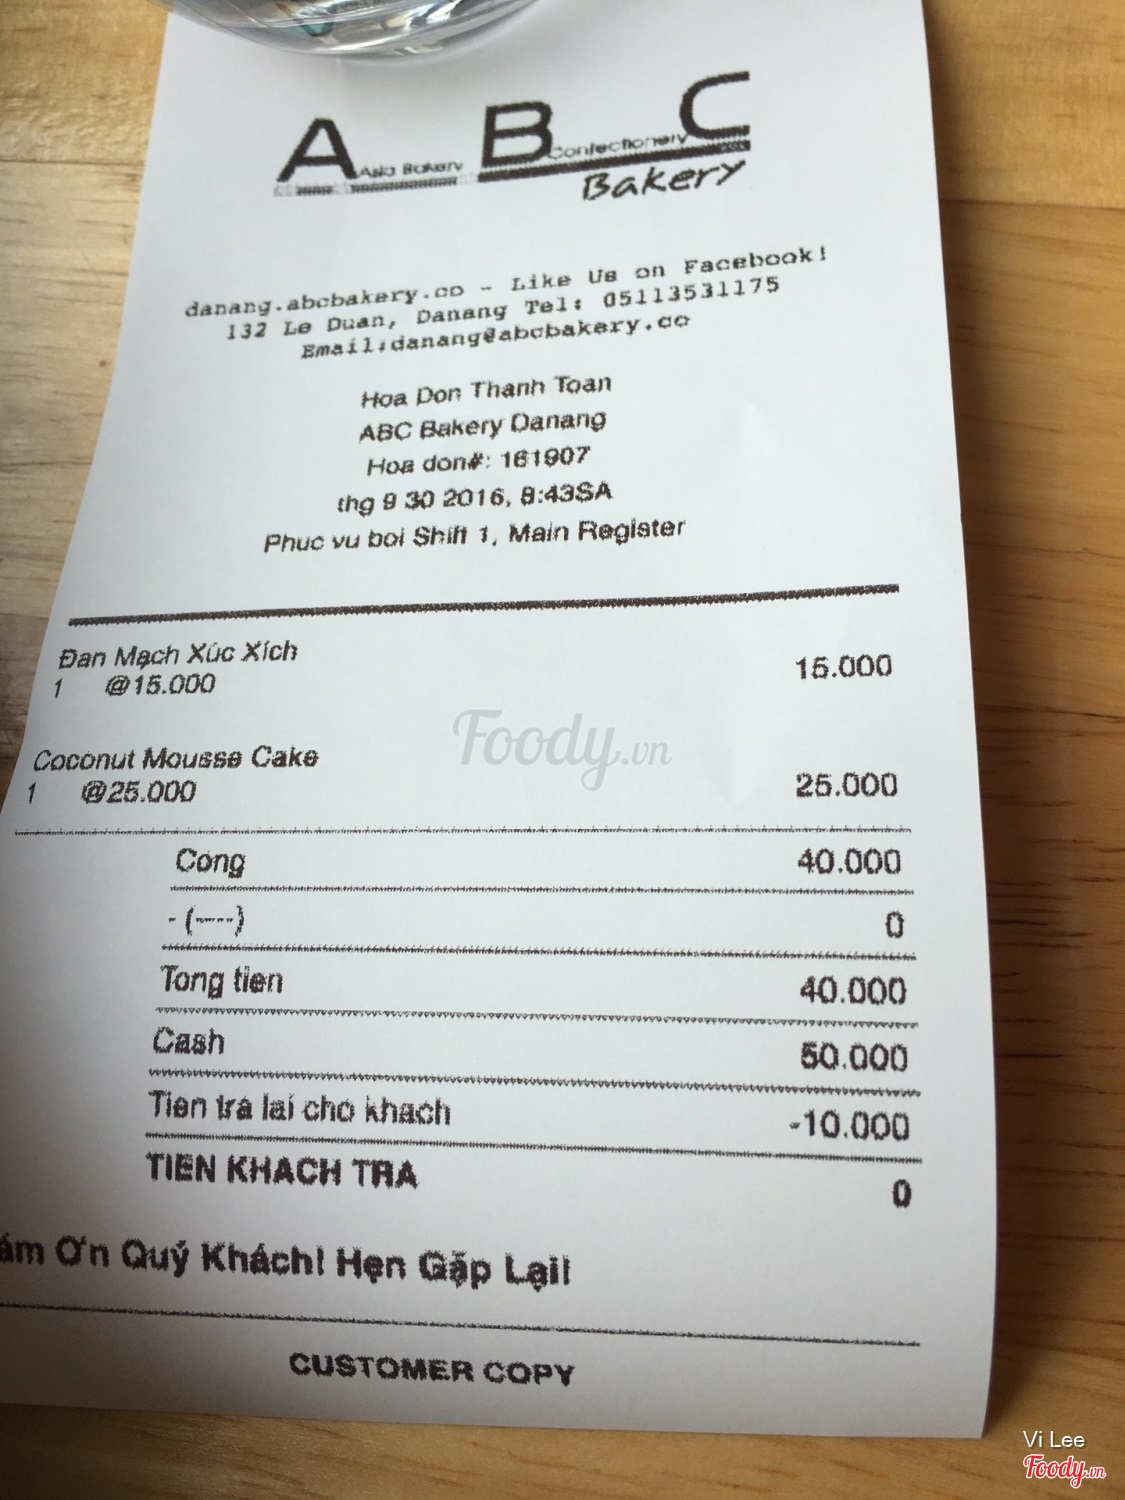 A Asia Bakery B Confectionery C
Bakery
danang.abcbakery.co - Like Us on Facebook!
132 Le Duan, Danang Tel: 05113531175
Email:danang@abcbakery.co
Hoa Don Thanh Toan
ABC Bakery Danang
Hoa don#: 161907
thg 9 30 2016, 8:43SA
Phuc vu boi Shift 1, Main Register
Đan Mạch Xúc Xích
1 @15.000 15.000
Foody.vn
Coconut Mousse Cake
1 @25.000 25.000
Cong 40.000
- (----) 0
Tong tien 40.000
Cash 50.000
Tien tra lai cho khach -10.000
TIEN KHACH TRA 0
ám Ơn Quý Khách! Hẹn Gặp Lại!
CUSTOMER COPY
Vi Lee
Foody.vn